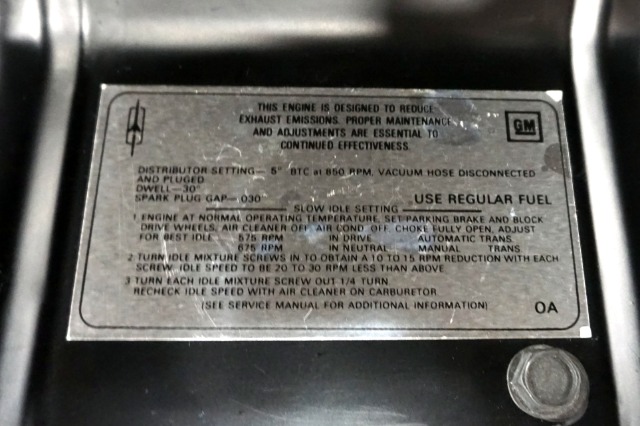 THIS ENGINE IS DESIGNED TO REDUCE
EXHAUST EMISSIONS. PROPER MAINTENANCE
AND ADJUSTMENTS ARE ESSENTIAL TO
CONTINUED EFFECTIVENESS
GM
DISTRIBUTOR SETTING— 5° BTC at 850 RPM, VACUUM HOSE DISCONNECTED
AND PLUGED
DWELL—30°
SPARK PLUG GAP—.030" USE REGULAR FUEL
SLOW IDLE SETTING
1 ENGINE AT NORMAL OPERATING TEMPERATURE, SET PARKING BRAKE AND BLOCK
DRIVE WHEELS, AIR CLEANER OFF, AIR COND. OFF, CHOKE FULLY OPEN, ADJUST
FOR BEST IDLE 575 RPM IN DRIVE AUTOMATIC TRANS.
675 RPM IN NEUTRAL MANUAL TRANS
2 TURN IDLE MIXTURE SCREWS IN TO OBTAIN A 10 TO 15 RPM REDUCTION WITH EACH
SCREW. IDLE SPEED TO BE 20 TO 30 RPM LESS THAN ABOVE.
3 TURN EACH IDLE MIXTURE SCREW OUT 1/4 TURN
RECHECK IDLE SPEED WITH AIR CLEANER ON CARBURETOR
(SEE SERVICE MANUAL FOR ADDITIONAL INFORMATION) OA